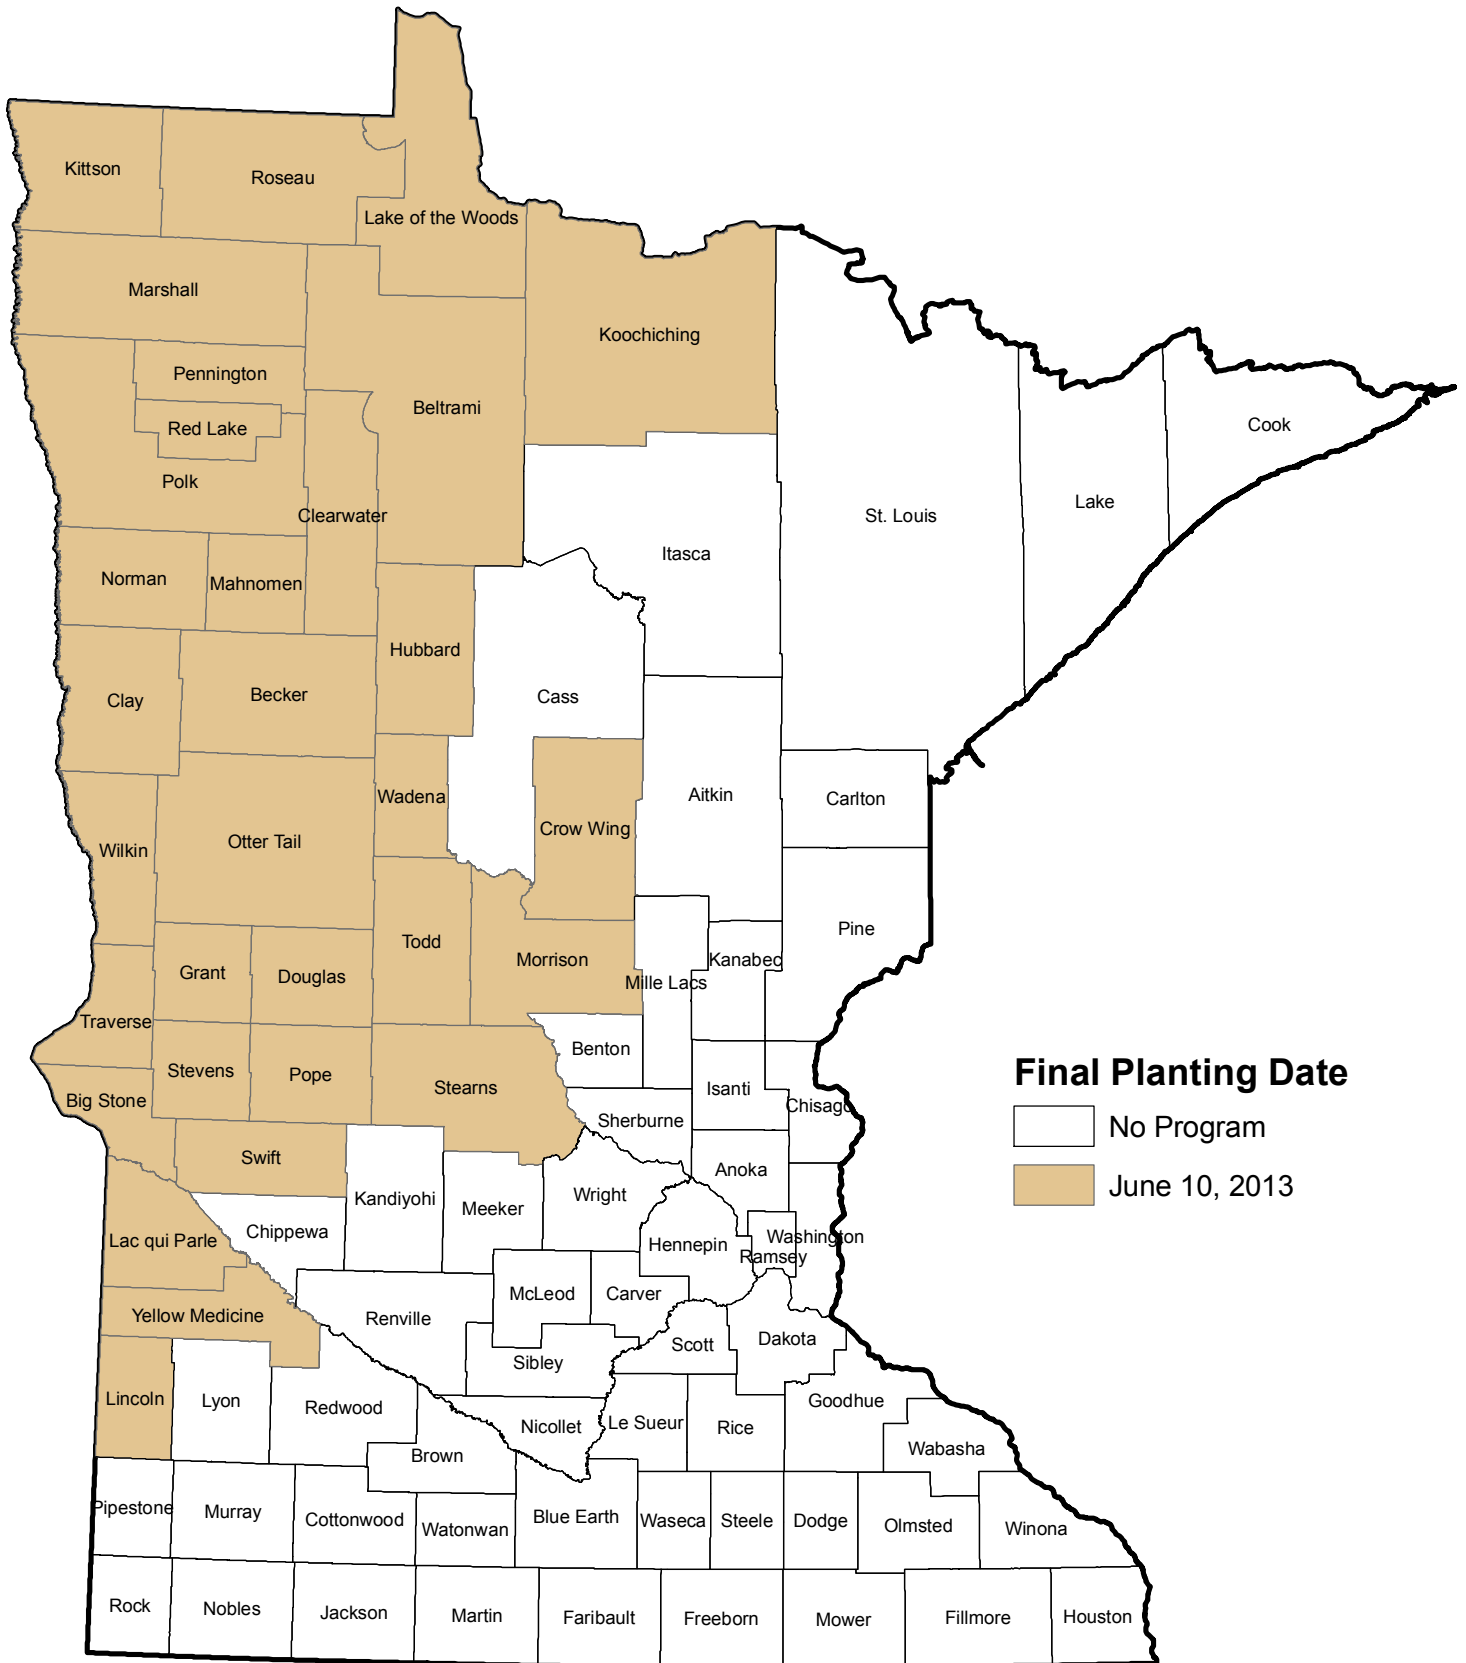 Kittson
Roseau
Lake of the Woods
Marshall
Koochiching
Pennington
Beltrami
Red Lake
Cook
Polk
Lake
Clearwater
St. Louis
Itasca
Norman
Mahnomen
Hubbard
Becker
Cass
Clay
Aitkin
Wadena
Carlton
Crow Wing
Otter Tail
Wilkin
Pine
Todd
Morrison
Kanabec
Grant
Douglas
Mille Lacs
Traverse
Benton
Stevens
Pope
Stearns
Isanti
Final Planting Date
Big Stone
Chisago
Sherburne
No Program
Swift
Anoka
June 10, 2013
Kandiyohi
Wright
Meeker
Chippewa
Lac qui Parle
Hennepin
Washington
Ramsey
McLeod
Carver
Yellow Medicine
Renville
Dakota
Scott
Sibley
Lincoln
Lyon
Redwood
Goodhue
Nicollet
Le Sueur
Rice
Brown
Wabasha
Pipestone
Murray
Cottonwood
Watonwan
Blue Earth
Waseca
Steele
Dodge
Olmsted
Winona
Rock
Nobles
Jackson
Martin
Faribault
Freeborn
Mower
Fillmore
Houston